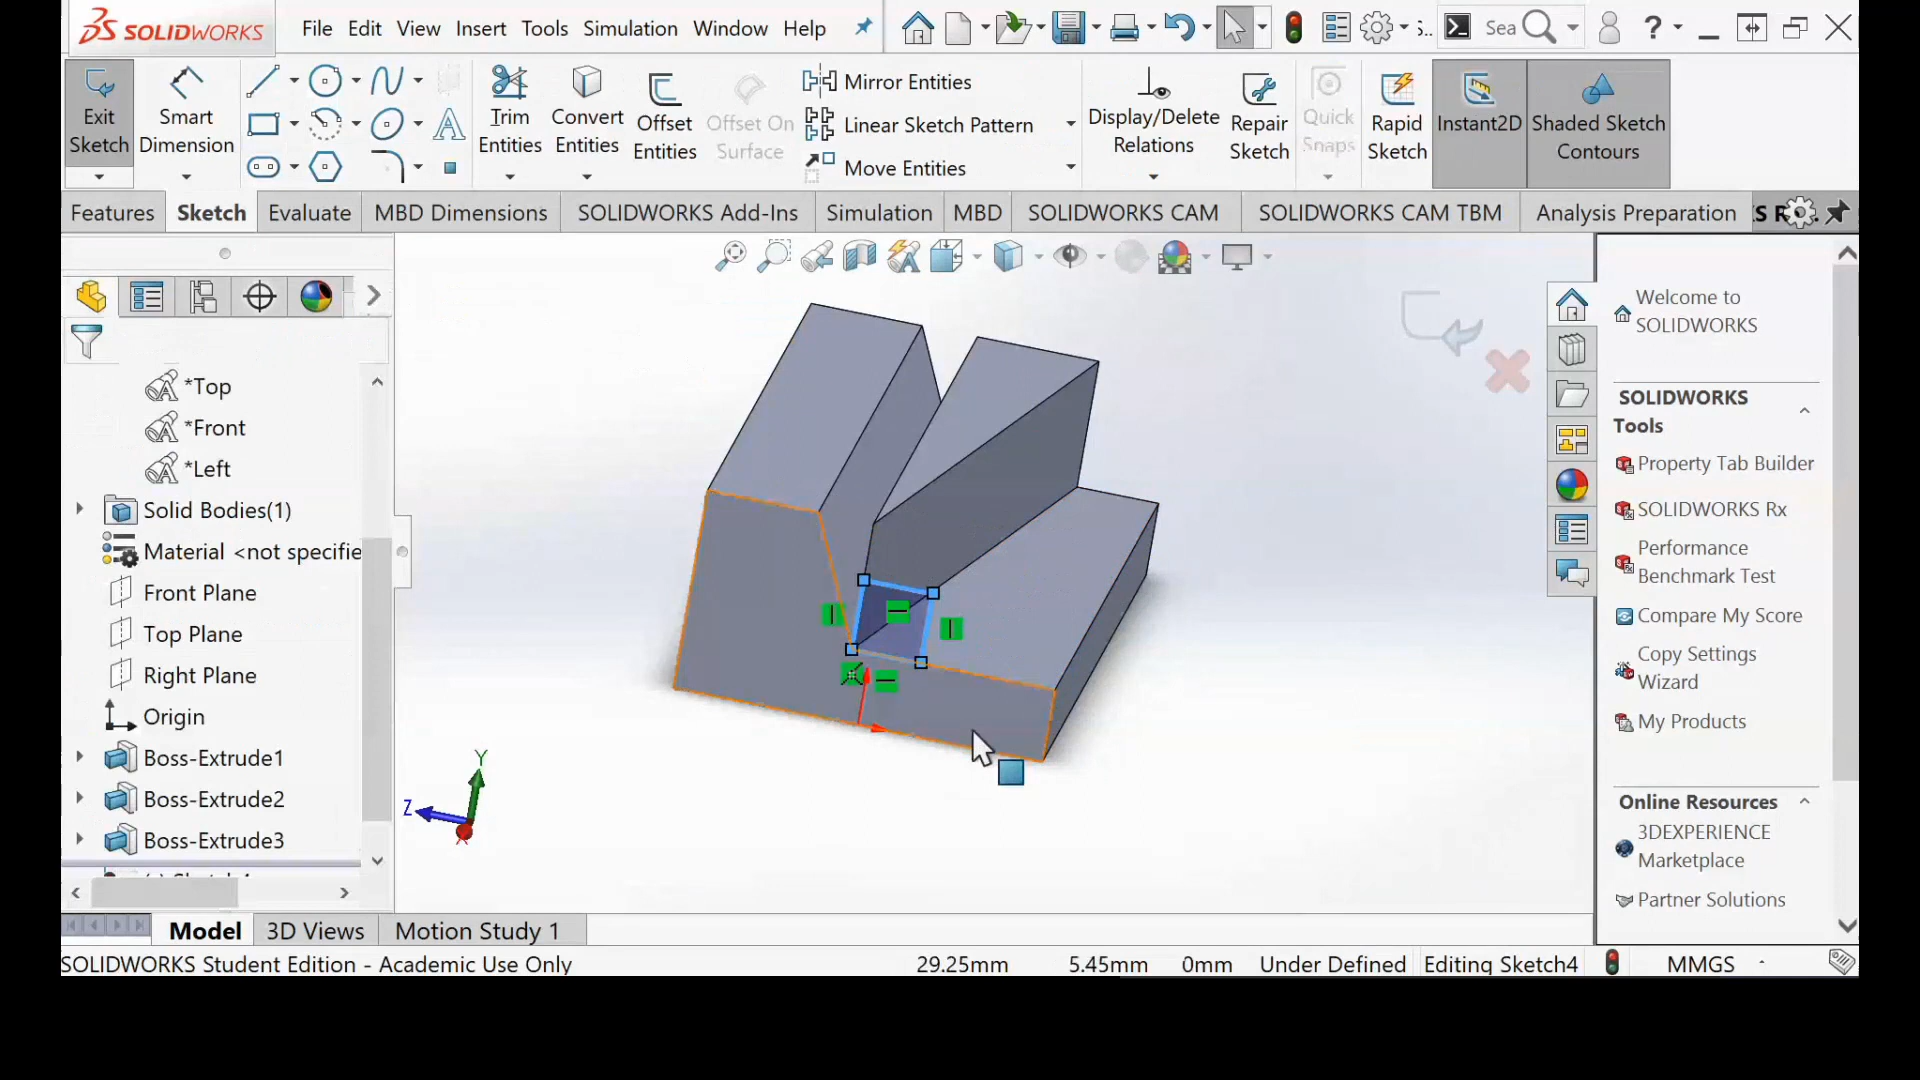 SOLIDWORKS
File Edit View Insert Tools Simulation Window Help
S.. Sea ?
Exit Sketch
Smart Dimension
Trim Entities
Convert Entities
Offset Entities
Offset On Surface
Mirror Entities
Linear Sketch Pattern
Move Entities
Display/Delete Relations
Repair Sketch
Quick Snaps
Rapid Sketch
Instant2D
Shaded Sketch Contours
Features Sketch Evaluate MBD Dimensions SOLIDWORKS Add-Ins Simulation MBD SOLIDWORKS CAM SOLIDWORKS CAM TBM Analysis Preparation
*Top
*Front
*Left
Solid Bodies(1)
Material <not specifie
Front Plane
Top Plane
Right Plane
Origin
Boss-Extrude1
Boss-Extrude2
Boss-Extrude3
Y
Z
X
Welcome to
SOLIDWORKS
SOLIDWORKS
Tools
Property Tab Builder
SOLIDWORKS Rx
Performance
Benchmark Test
Compare My Score
Copy Settings
Wizard
My Products
Online Resources
3DEXPERIENCE
Marketplace
Partner Solutions
Model 3D Views Motion Study 1
SOLIDWORKS Student Edition - Academic Use Only 29.25mm 5.45mm 0mm Under Defined Editing Sketch4 MMGS